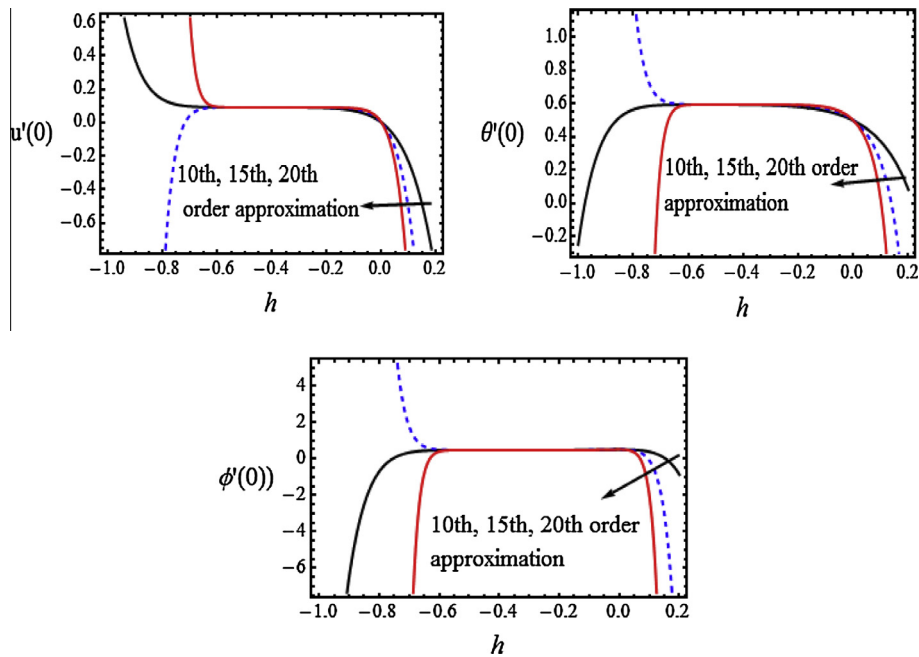 0.6
0.4
0.2
0.0
−0.2
−0.4
−0.6
u'(0)
10th, 15th, 20th
order approximation
−1.0 −0.8 −0.6 −0.4 −0.2 0.0 0.2
h
1.0
0.8
0.6
0.4
0.2
0.0
−0.2
θ'(0)
10th, 15th, 20th order
approximation
−1.0 −0.8 −0.6 −0.4 −0.2 0.0 0.2
h
4
2
0
−2
−4
−6
ϕ'(0))
10th, 15th, 20th order
approximation
−1.0 −0.8 −0.6 −0.4 −0.2 0.0 0.2
h